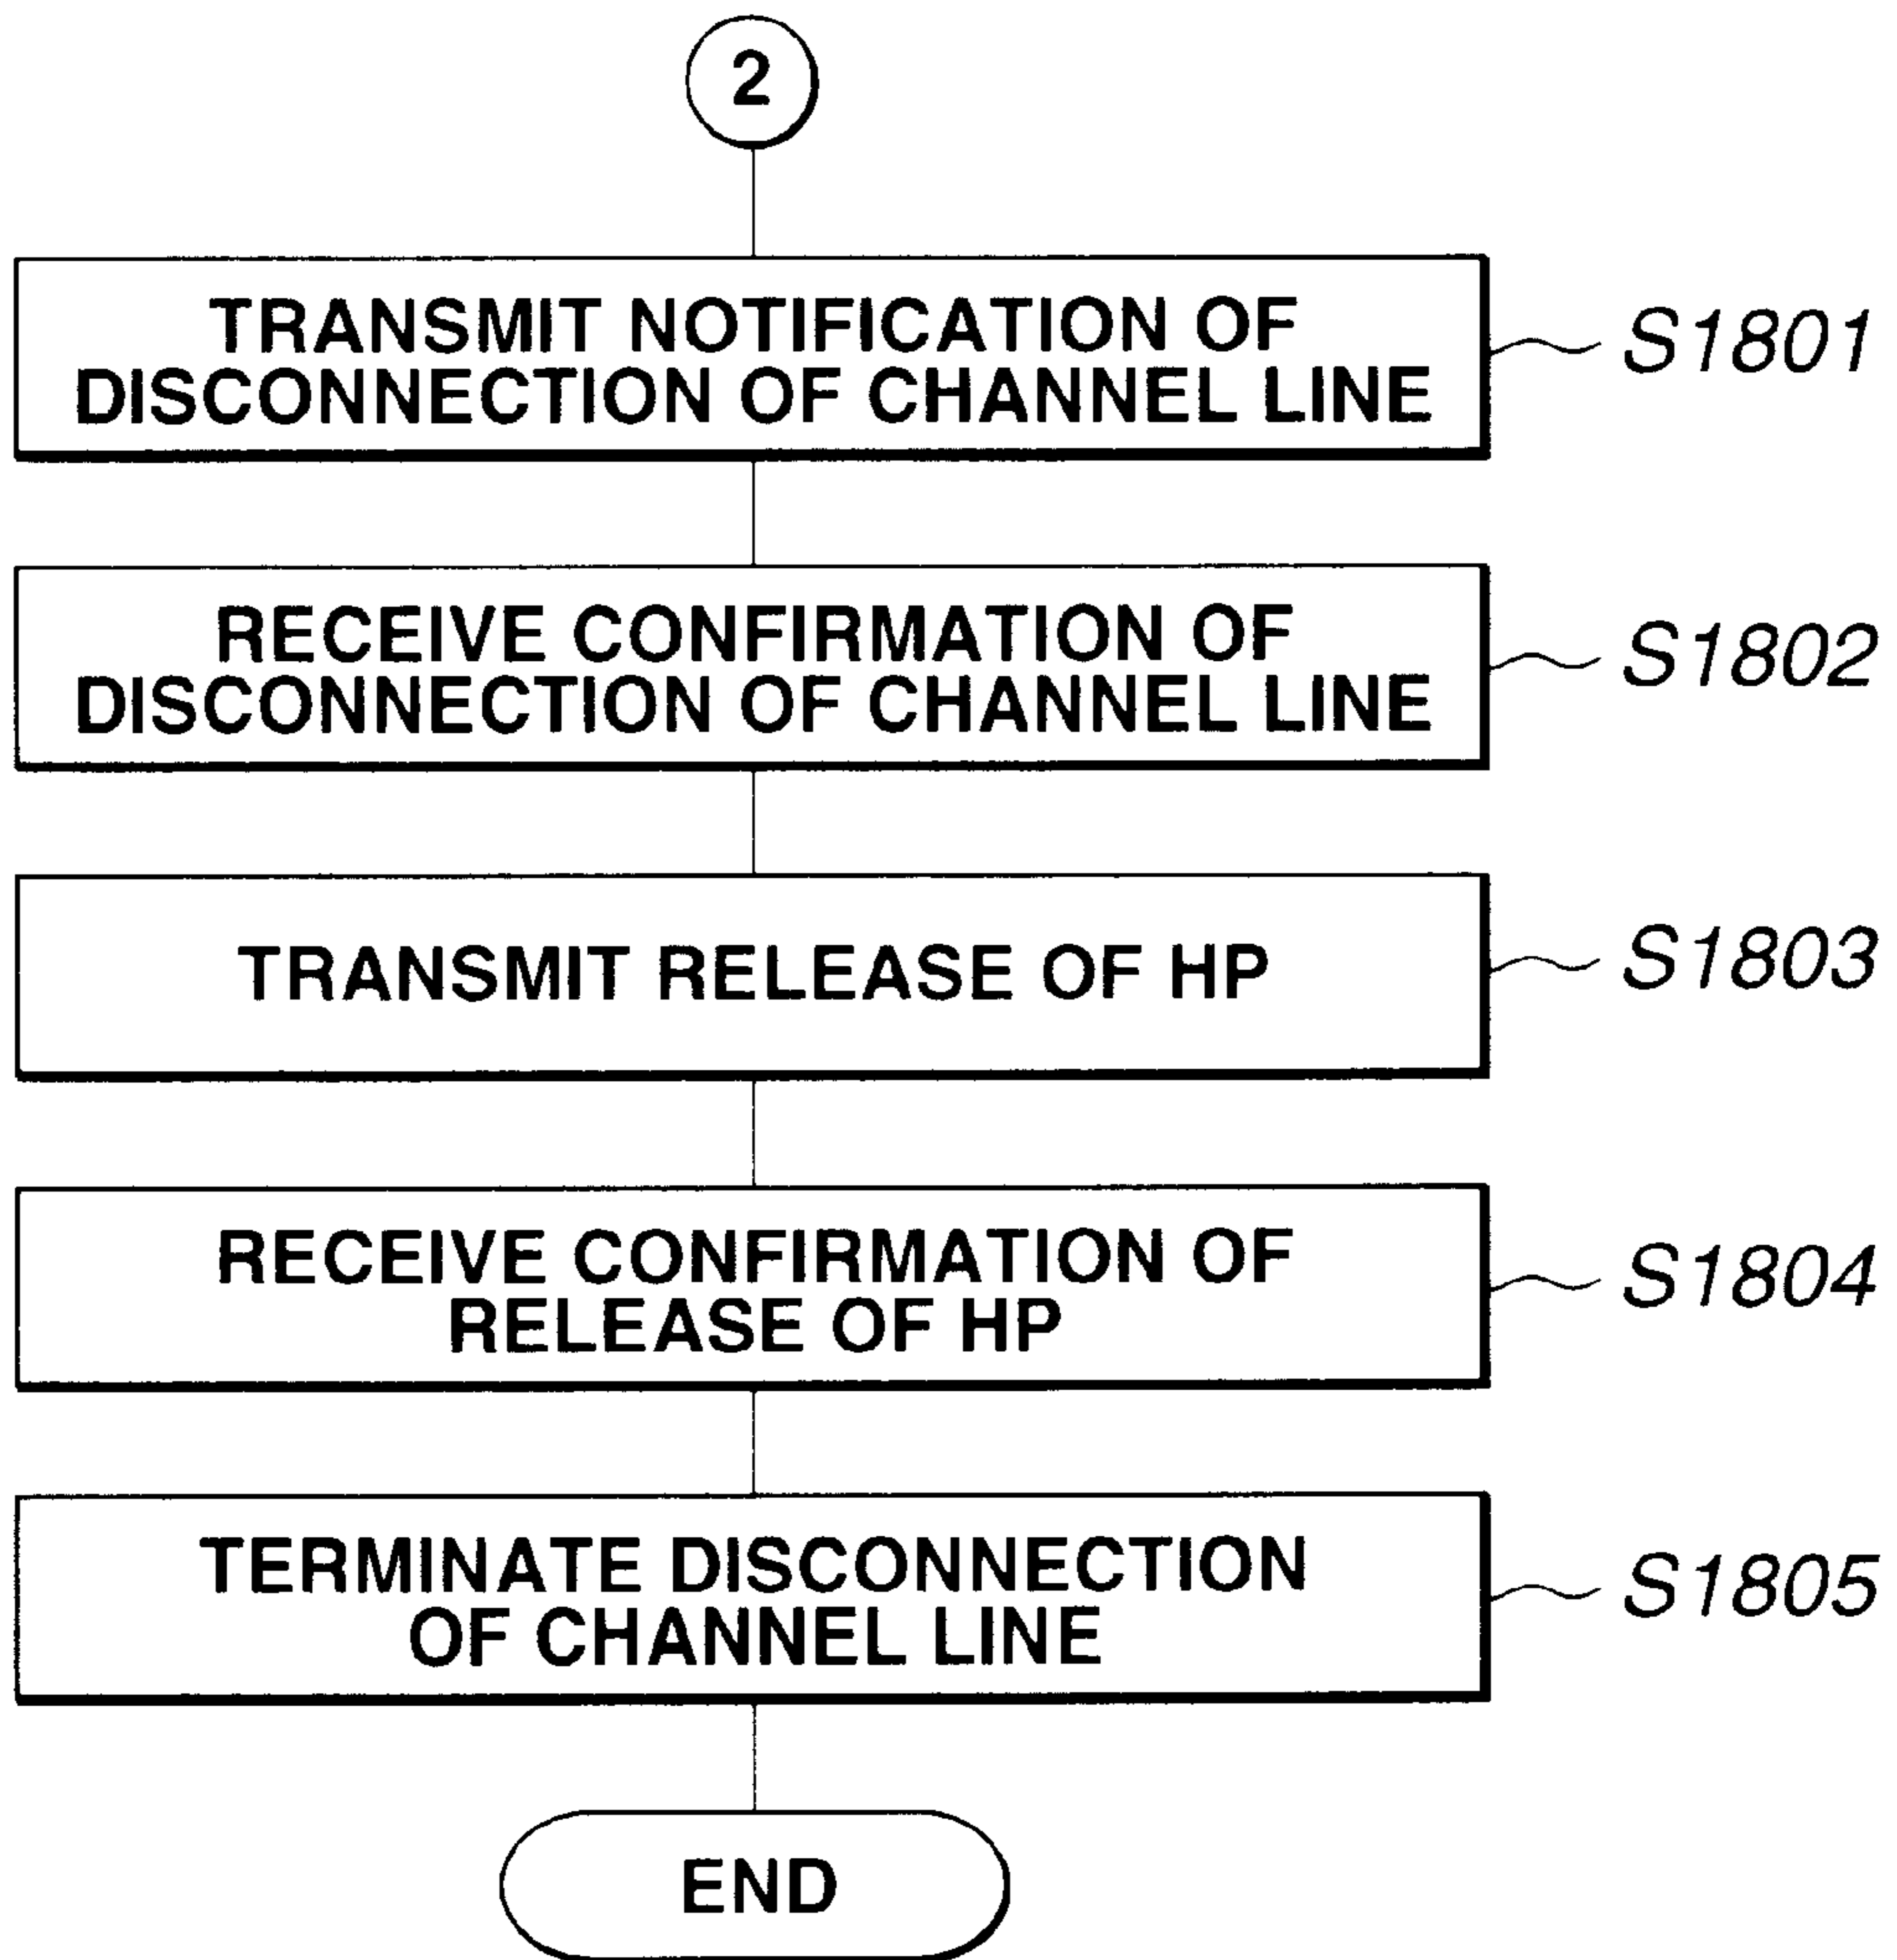 2
TRANSMIT NOTIFICATION OF
DISCONNECTION OF CHANNEL LINE
S1801
RECEIVE CONFIRMATION OF
DISCONNECTION OF CHANNEL LINE
S1802
TRANSMIT RELEASE OF HP
S1803
RECEIVE CONFIRMATION OF
RELEASE OF HP
S1804
TERMINATE DISCONNECTION
OF CHANNEL LINE
S1805
END